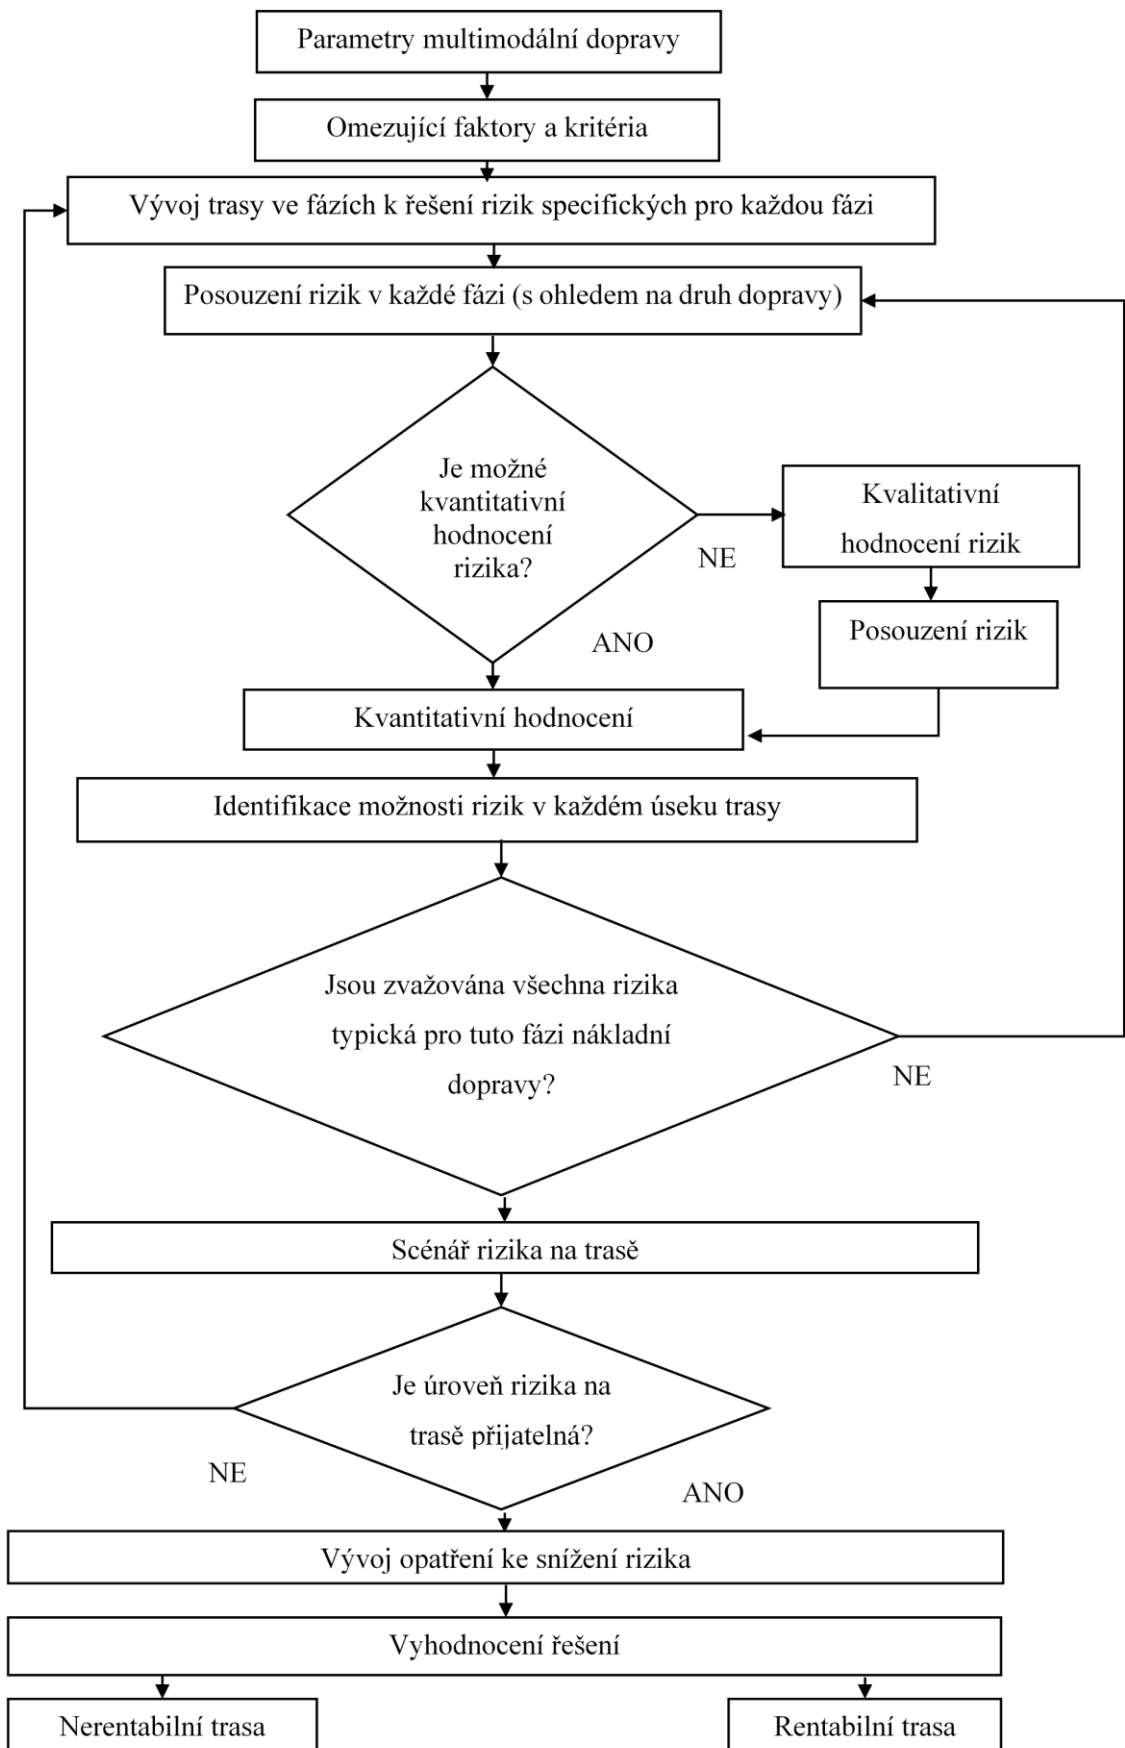 Parametry multimodální dopravy
Omezující faktory a kritéria
Vývoj trasy ve fázích k řešení rizik specifických pro každou fázi
Posouzení rizik v každé fázi (s ohledem na druh dopravy)
Je možné
kvantitativní
hodnocení
rizika?
NE
Kvalitativní
hodnocení rizik
Posouzení rizik
ANO
Kvantitativní hodnocení
Identifikace možnosti rizik v každém úseku trasy
Jsou zvažována všechna rizika
typická pro tuto fázi nákladní
dopravy?
NE
Scénář rizika na trasě
Je úroveň rizika na
trasě přijatelná?
NE
ANO
Vývoj opatření ke snížení rizika
Vyhodnocení řešení
Nerentabilní trasa
Rentabilní trasa